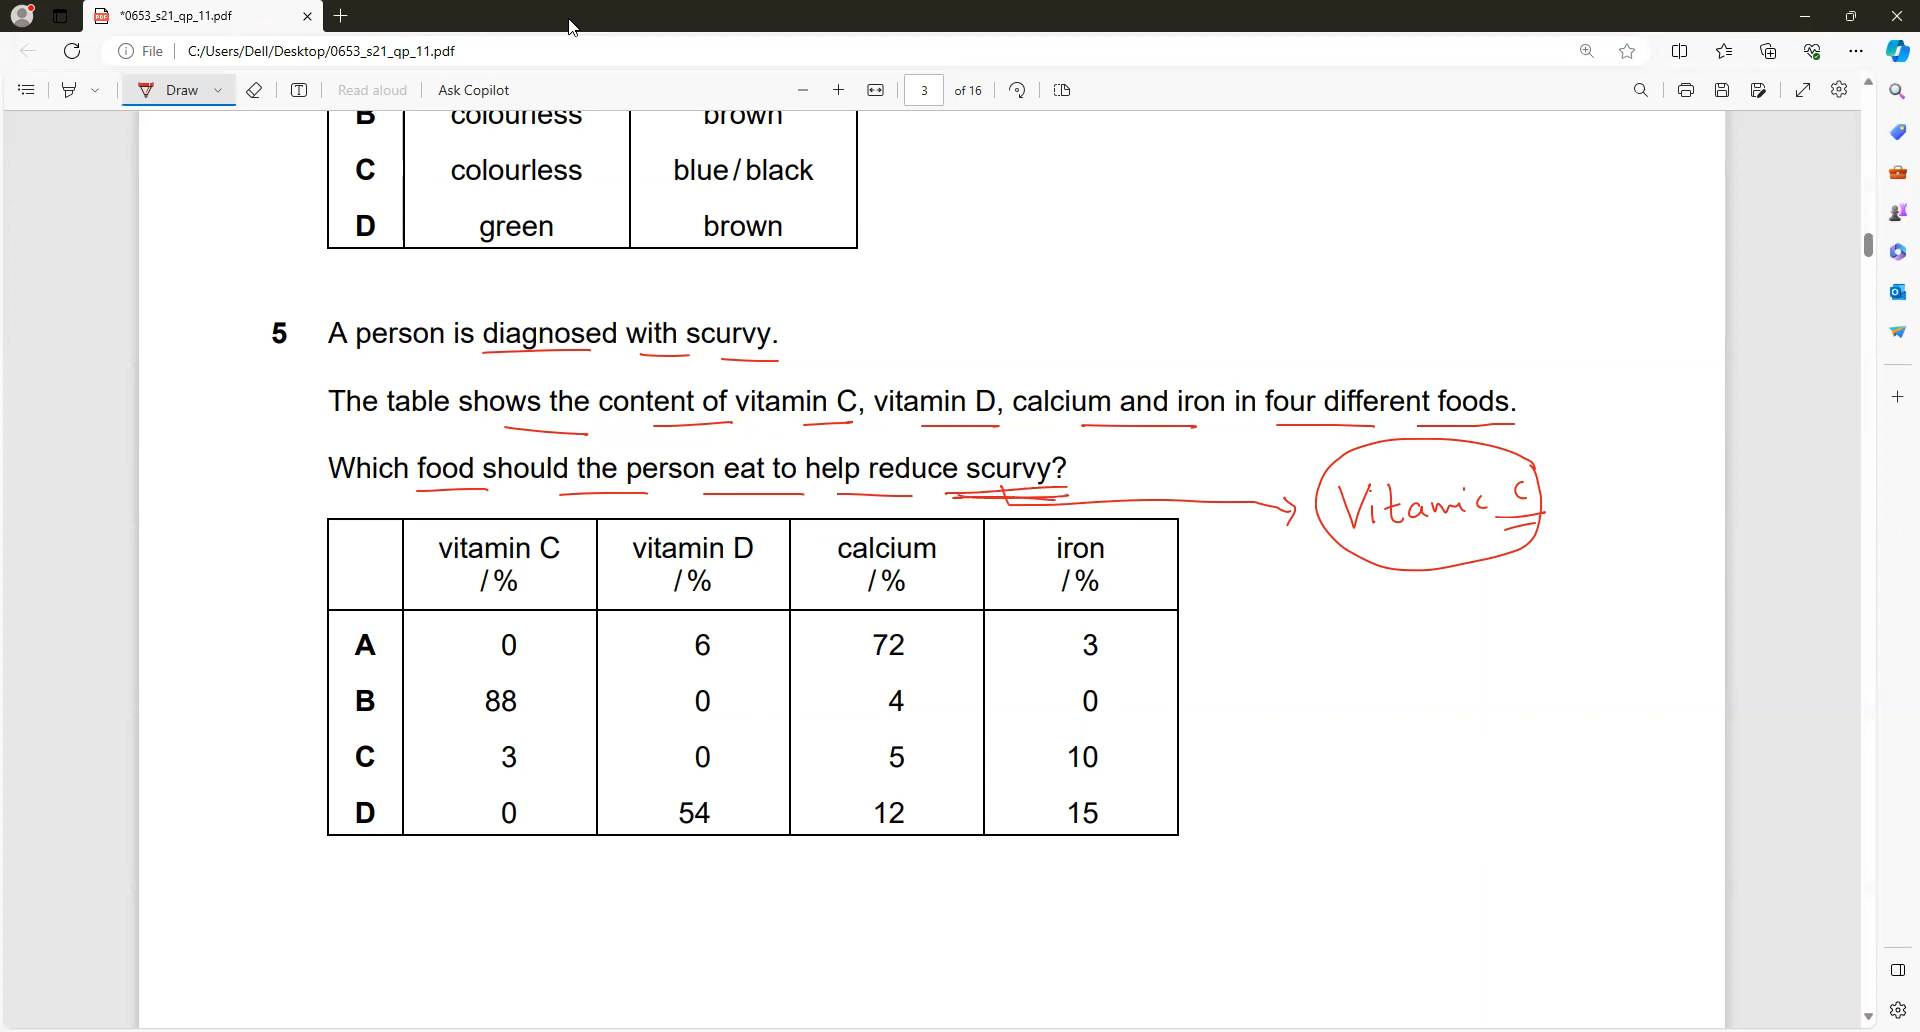 *0653_s21_qp_11.pdf
File
C:/Users/Dell/Desktop/0653_s21_qp_11.pdf
Draw
Read aloud
Ask Copilot
3 of 16
B colourless brown
C colourless blue / black
D green brown
5 A person is diagnosed with scurvy.
The table shows the content of vitamin C, vitamin D, calcium and iron in four different foods.
Which food should the person eat to help reduce scurvy?
Vitamic C
vitamin C vitamin D calcium iron
/ % / % / % / %
A 0 6 72 3
B 88 0 4 0
C 3 0 5 10
D 0 54 12 15